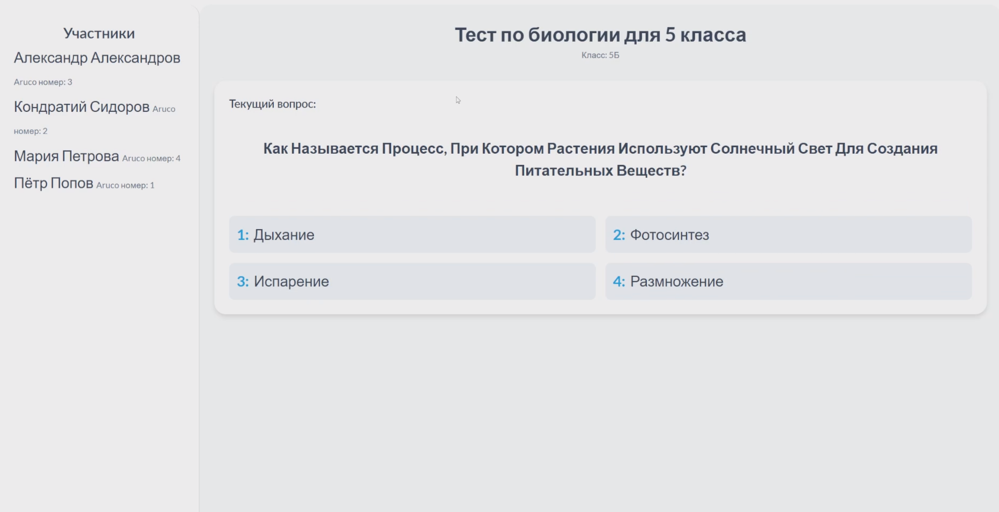 Участники
Александр Александров
Aruco номер: 3
Кондратий Сидоров Aruco
номер: 2
Мария Петрова Aruco номер: 4
Пётр Попов Aruco номер: 1
Тест по биологии для 5 класса
Класс: 5Б
Текущий вопрос:
Как Называется Процесс, При Котором Растения Используют Солнечный Свет Для Создания
Питательных Веществ?
1: Дыхание
2: Фотосинтез
3: Испарение
4: Размножение